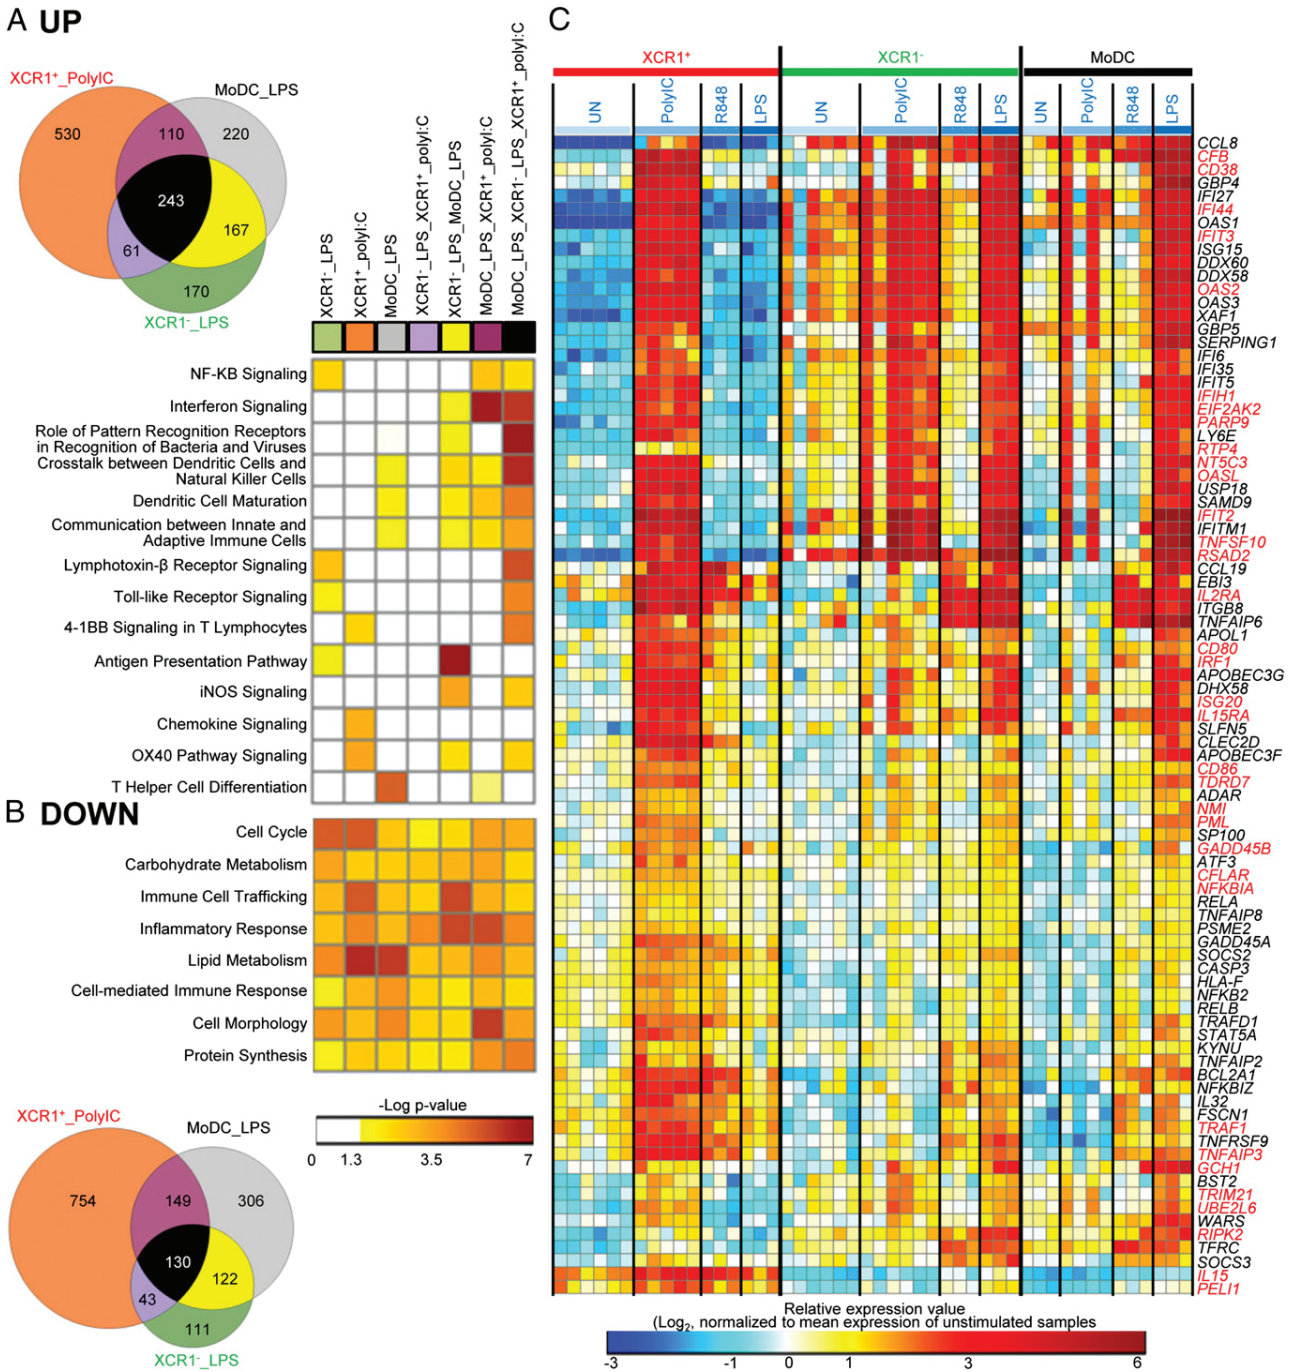 A UP
XCR1+_PolyIC
MoDC_LPS
530
110
220
243
167
61
170
XCR1-_LPS
XCR1-_LPS
XCR1+_polyI:C
MoDC_LPS
XCR1-_LPS_XCR1+_polyI:C
XCR1-_LPS_MoDC_LPS
MoDC_LPS_XCR1+_polyI:C
MoDC_LPS_XCR1-_LPS_XCR1+_polyI:C
NF-KB Signaling
Interferon Signaling
Role of Pattern Recognition Receptors
in Recognition of Bacteria and Viruses
Crosstalk between Dendritic Cells and
Natural Killer Cells
Dendritic Cell Maturation
Communication between Innate and
Adaptive Immune Cells
Lymphotoxin-β Receptor Signaling
Toll-like Receptor Signaling
4-1BB Signaling in T Lymphocytes
Antigen Presentation Pathway
iNOS Signaling
Chemokine Signaling
OX40 Pathway Signaling
T Helper Cell Differentiation
B DOWN
Cell Cycle
Carbohydrate Metabolism
Immune Cell Trafficking
Inflammatory Response
Lipid Metabolism
Cell-mediated Immune Response
Cell Morphology
Protein Synthesis
-Log p-value
0 1.3 3.5 7
XCR1+_PolyIC
MoDC_LPS
754
149
306
130
122
43
111
XCR1-_LPS
C
XCR1+ XCR1- MoDC
UN PolyIC R848 LPS UN PolyIC R848 LPS UN PolyIC R848 LPS
CCL8
CFB
CD38
GBP4
IFI27
IFI44
OAS1
IFIT3
ISG15
DDX60
DDX58
OAS2
OAS3
XAF1
GBP5
SERPING1
IFI6
IFI35
IFIT5
IFIH1
EIF2AK2
PARP9
LY6E
RTP4
NT5C3
OASL
USP18
SAMD9
IFIT2
IFITM1
TNFSF10
RSAD2
CCL19
EBI3
IL2RA
ITGB8
TNFAIP6
APOL1
CD80
IRF1
APOBEC3G
DHX58
ISG20
IL15RA
SLFN5
CLEC2D
APOBEC3F
CD86
TDRD7
ADAR
NMI
PML
SP100
GADD45B
ATF3
CFLAR
NFKBIA
RELA
TNFAIP8
PSME2
GADD45A
SOCS2
CASP3
HLA-F
NFKB2
RELB
TRAFD1
STAT5A
KYNU
TNFAIP2
BCL2A1
NFKBIZ
IL32
FSCN1
TRAF1
TNFRSF9
TNFAIP3
GCH1
BST2
TRIM21
UBE2L6
WARS
RIPK2
TFRC
SOCS3
IL15
PELI1
Relative expression value
(Log2, normalized to mean expression of unstimulated samples
-3 -1 0 1 3 6